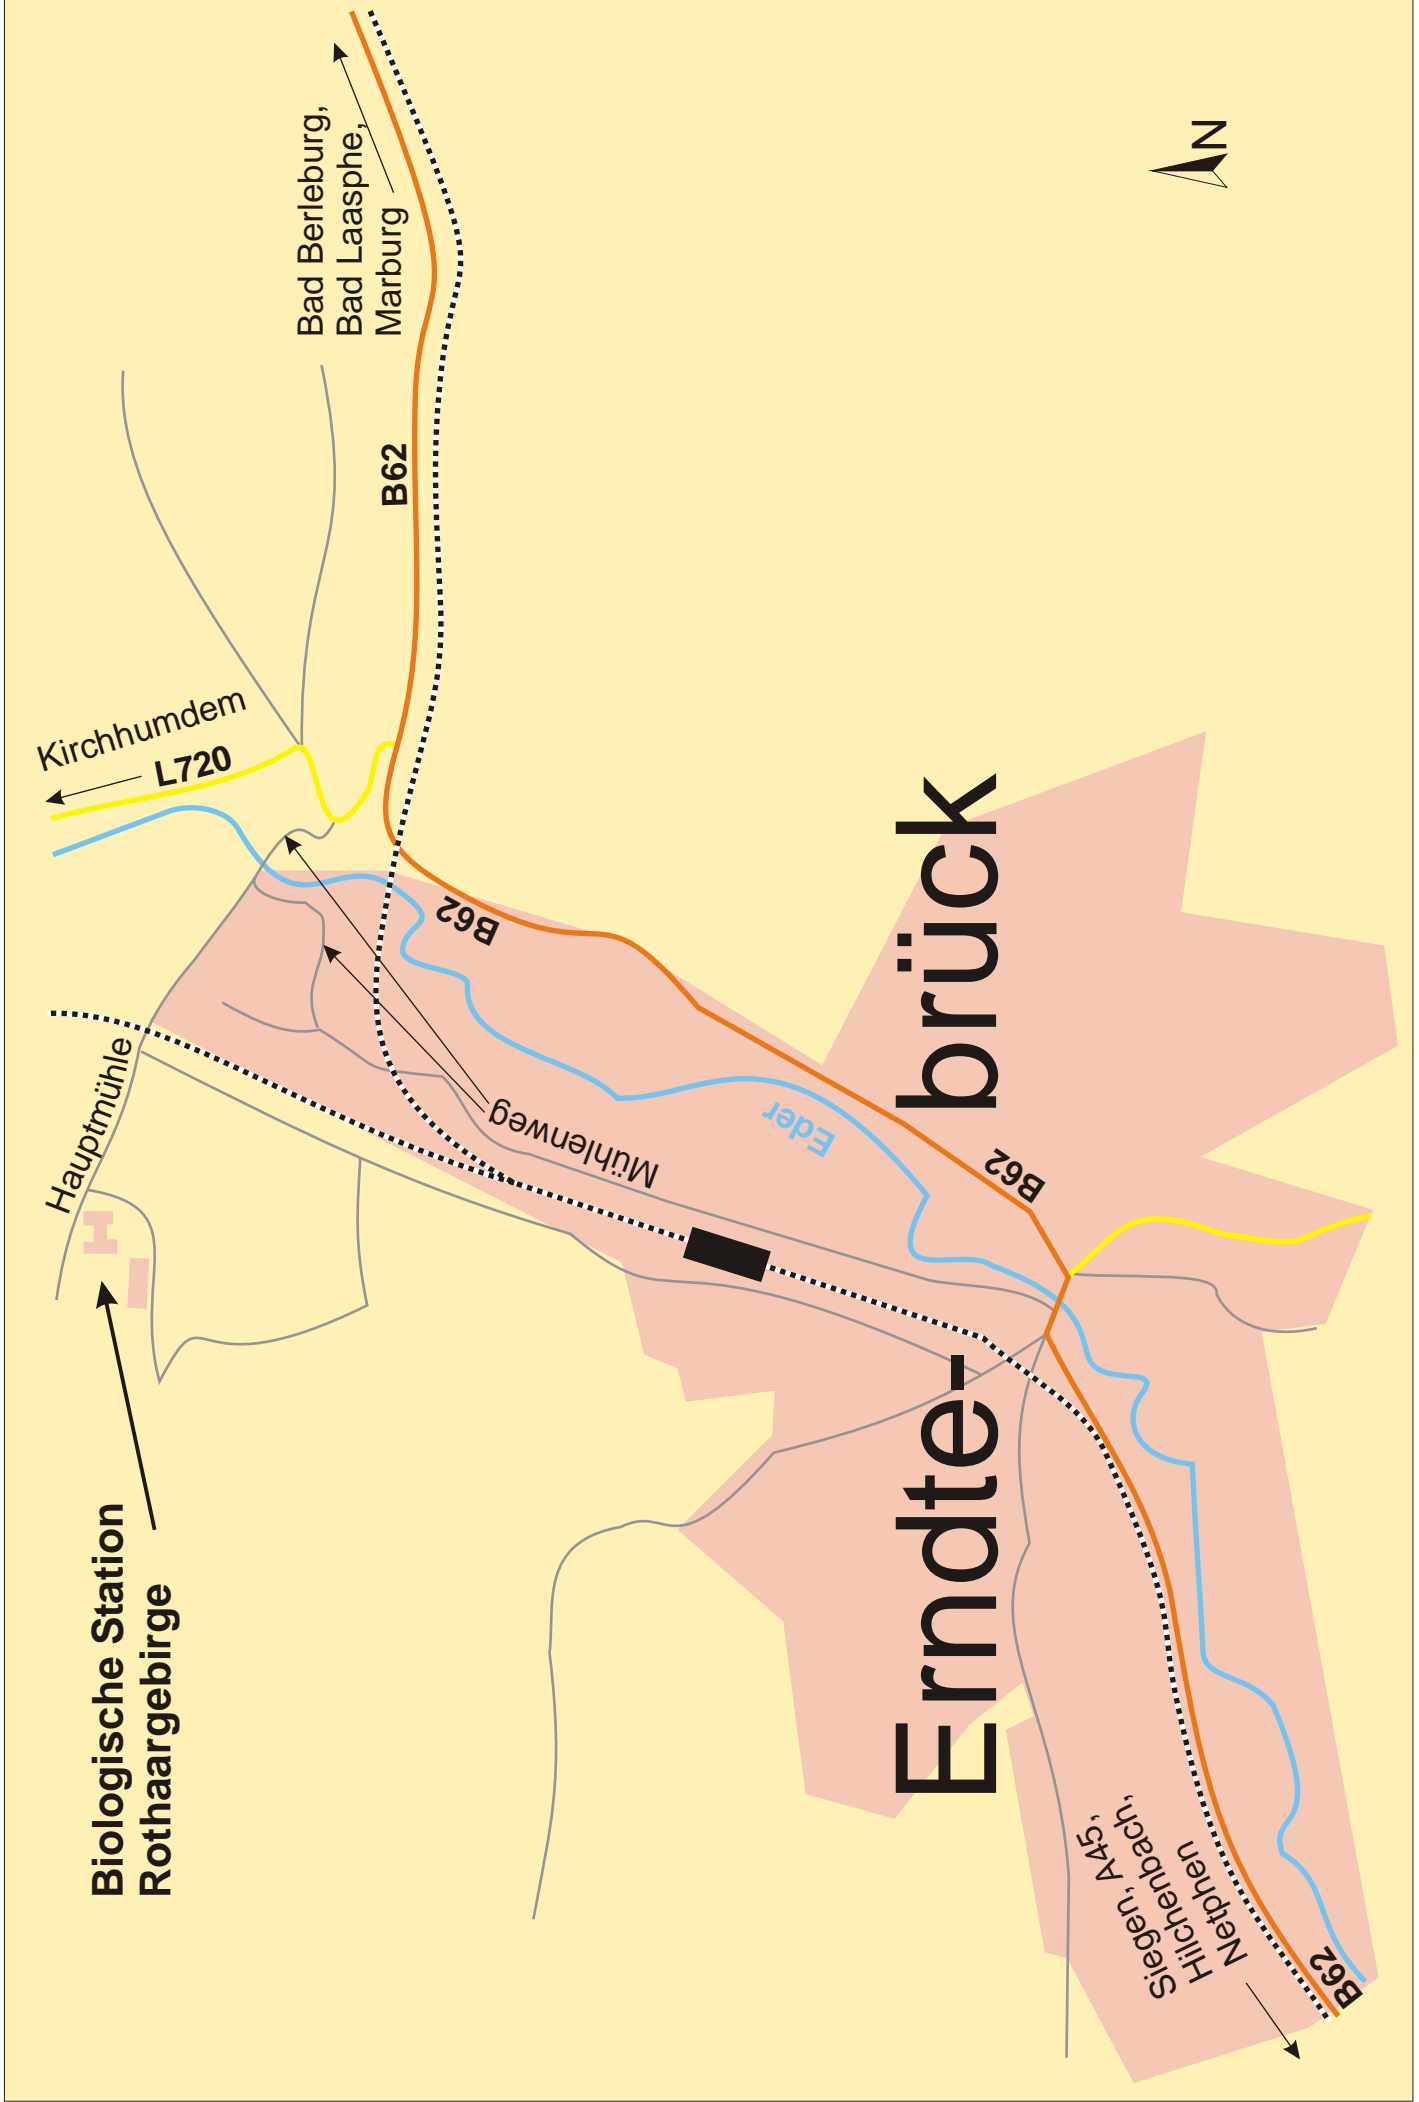 Biologische Station
Rothaargebirge
Hauptmühle
Kirchhumdem
L720
Bad Berleburg,
Bad Laasphe,
Marburg
B62
B62
Mühlenweg
Eder
Erndte-
brück
B62
Siegen, A45,
Hilchenbach,
Netphen
B62
N